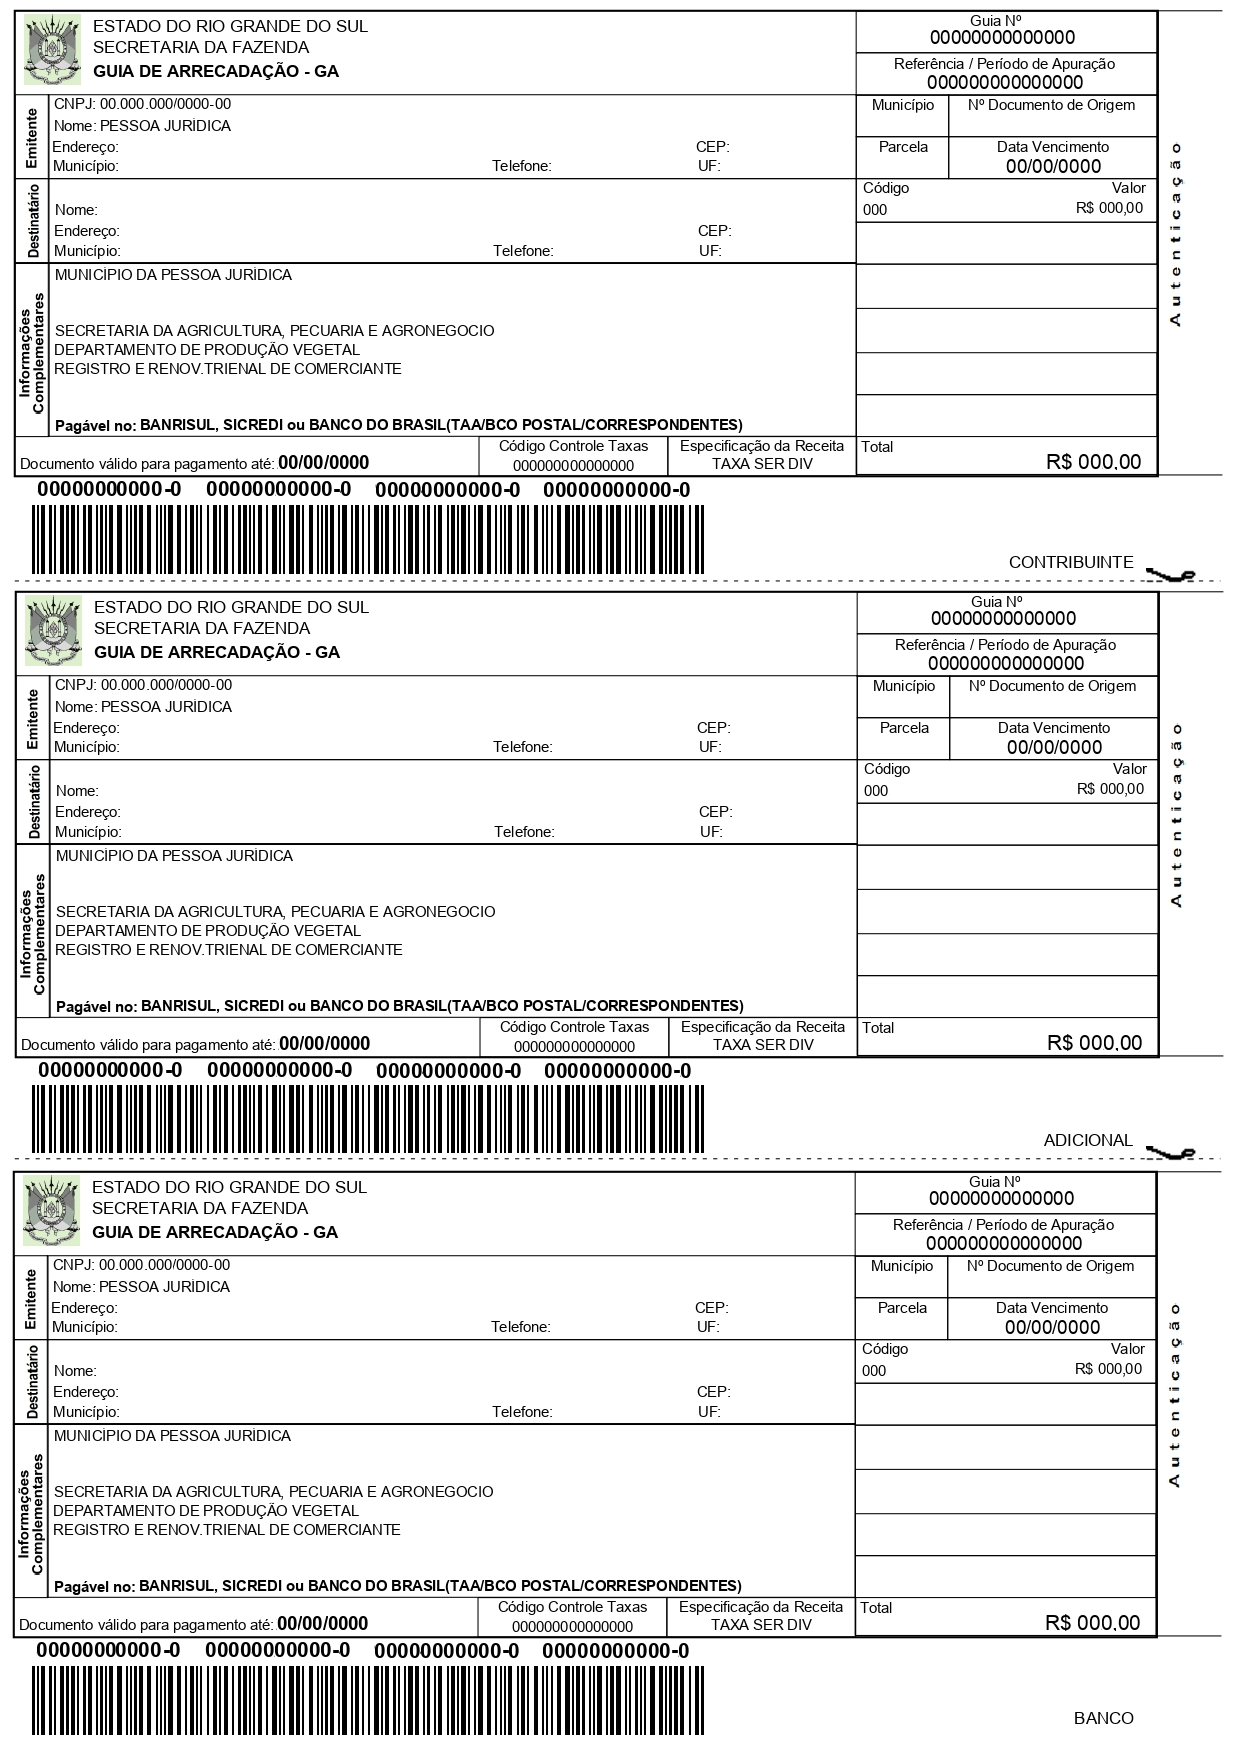 ESTADO DO RIO GRANDE DO SUL
SECRETARIA DA FAZENDA
GUIA DE ARRECADAÇÃO - GA
Guia Nº
00000000000000
Referência / Período de Apuração
000000000000000
Emitente
CNPJ: 00.000.000/0000-00
Nome: PESSOA JURÍDICA
Endereço: CEP:
Município: Telefone: UF:
Município Nº Documento de Origem
Parcela Data Vencimento
00/00/0000
Destinatário
Nome:
Endereço: CEP:
Município: Telefone: UF:
Código Valor
000 R$ 000,00
Informações
Complementares
MUNICÍPIO DA PESSOA JURÍDICA
SECRETARIA DA AGRICULTURA, PECUARIA E AGRONEGOCIO
DEPARTAMENTO DE PRODUÇÃO VEGETAL
REGISTRO E RENOV.TRIENAL DE COMERCIANTE
Pagável no: BANRISUL, SICREDI ou BANCO DO BRASIL(TAA/BCO POSTAL/CORRESPONDENTES)
Documento válido para pagamento até: 00/00/0000
Código Controle Taxas
000000000000000
Especificação da Receita
TAXA SER DIV
Total
R$ 000,00
Autenticação
00000000000-0 00000000000-0 00000000000-0 00000000000-0
CONTRIBUINTE
ESTADO DO RIO GRANDE DO SUL
SECRETARIA DA FAZENDA
GUIA DE ARRECADAÇÃO - GA
Guia Nº
00000000000000
Referência / Período de Apuração
000000000000000
Emitente
CNPJ: 00.000.000/0000-00
Nome: PESSOA JURÍDICA
Endereço: CEP:
Município: Telefone: UF:
Município Nº Documento de Origem
Parcela Data Vencimento
00/00/0000
Destinatário
Nome:
Endereço: CEP:
Município: Telefone: UF:
Código Valor
000 R$ 000,00
Informações
Complementares
MUNICÍPIO DA PESSOA JURÍDICA
SECRETARIA DA AGRICULTURA, PECUARIA E AGRONEGOCIO
DEPARTAMENTO DE PRODUÇÃO VEGETAL
REGISTRO E RENOV.TRIENAL DE COMERCIANTE
Pagável no: BANRISUL, SICREDI ou BANCO DO BRASIL(TAA/BCO POSTAL/CORRESPONDENTES)
Documento válido para pagamento até: 00/00/0000
Código Controle Taxas
000000000000000
Especificação da Receita
TAXA SER DIV
Total
R$ 000,00
Autenticação
00000000000-0 00000000000-0 00000000000-0 00000000000-0
ADICIONAL
ESTADO DO RIO GRANDE DO SUL
SECRETARIA DA FAZENDA
GUIA DE ARRECADAÇÃO - GA
Guia Nº
00000000000000
Referência / Período de Apuração
000000000000000
Emitente
CNPJ: 00.000.000/0000-00
Nome: PESSOA JURÍDICA
Endereço: CEP:
Município: Telefone: UF:
Município Nº Documento de Origem
Parcela Data Vencimento
00/00/0000
Destinatário
Nome:
Endereço: CEP:
Município: Telefone: UF:
Código Valor
000 R$ 000,00
Informações
Complementares
MUNICÍPIO DA PESSOA JURÍDICA
SECRETARIA DA AGRICULTURA, PECUARIA E AGRONEGOCIO
DEPARTAMENTO DE PRODUÇÃO VEGETAL
REGISTRO E RENOV.TRIENAL DE COMERCIANTE
Pagável no: BANRISUL, SICREDI ou BANCO DO BRASIL(TAA/BCO POSTAL/CORRESPONDENTES)
Documento válido para pagamento até: 00/00/0000
Código Controle Taxas
000000000000000
Especificação da Receita
TAXA SER DIV
Total
R$ 000,00
Autenticação
00000000000-0 00000000000-0 00000000000-0 00000000000-0
BANCO